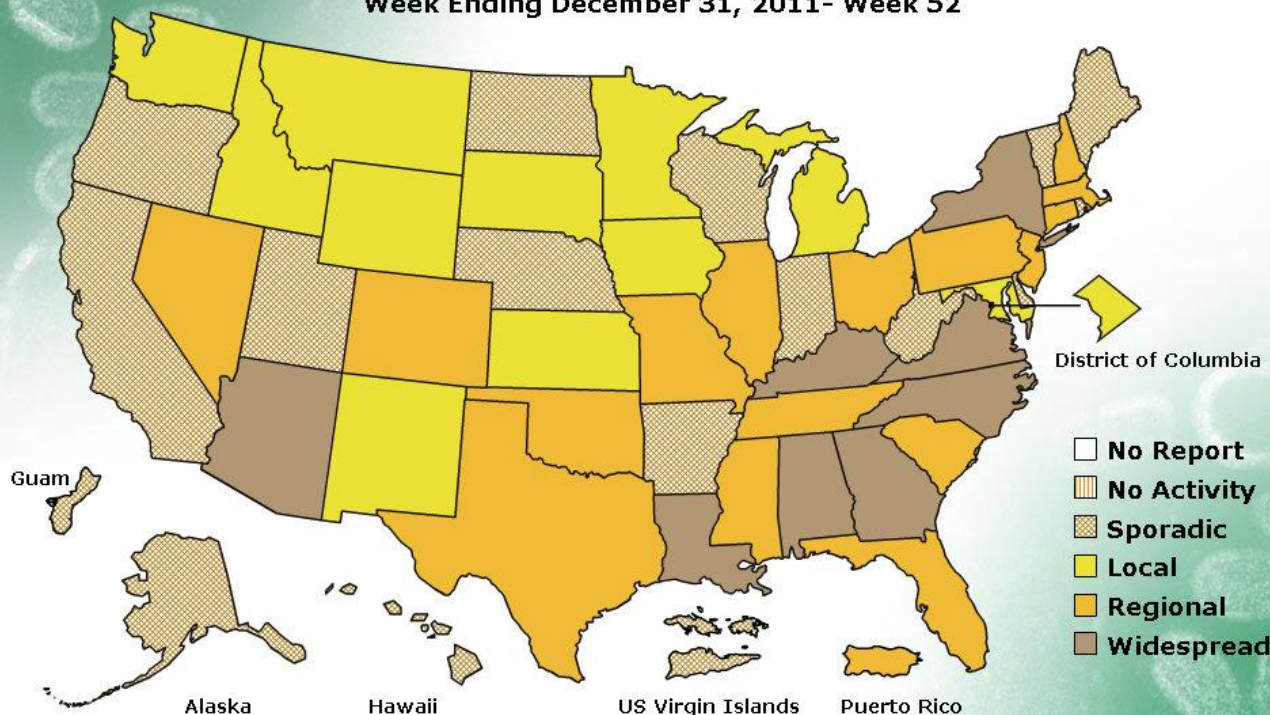 Week Ending December 31, 2011- Week 52
District of Columbia
No Report
No Activity
Sporadic
Local
Regional
Widespread
Guam
Alaska
Hawaii
US Virgin Islands
Puerto Rico